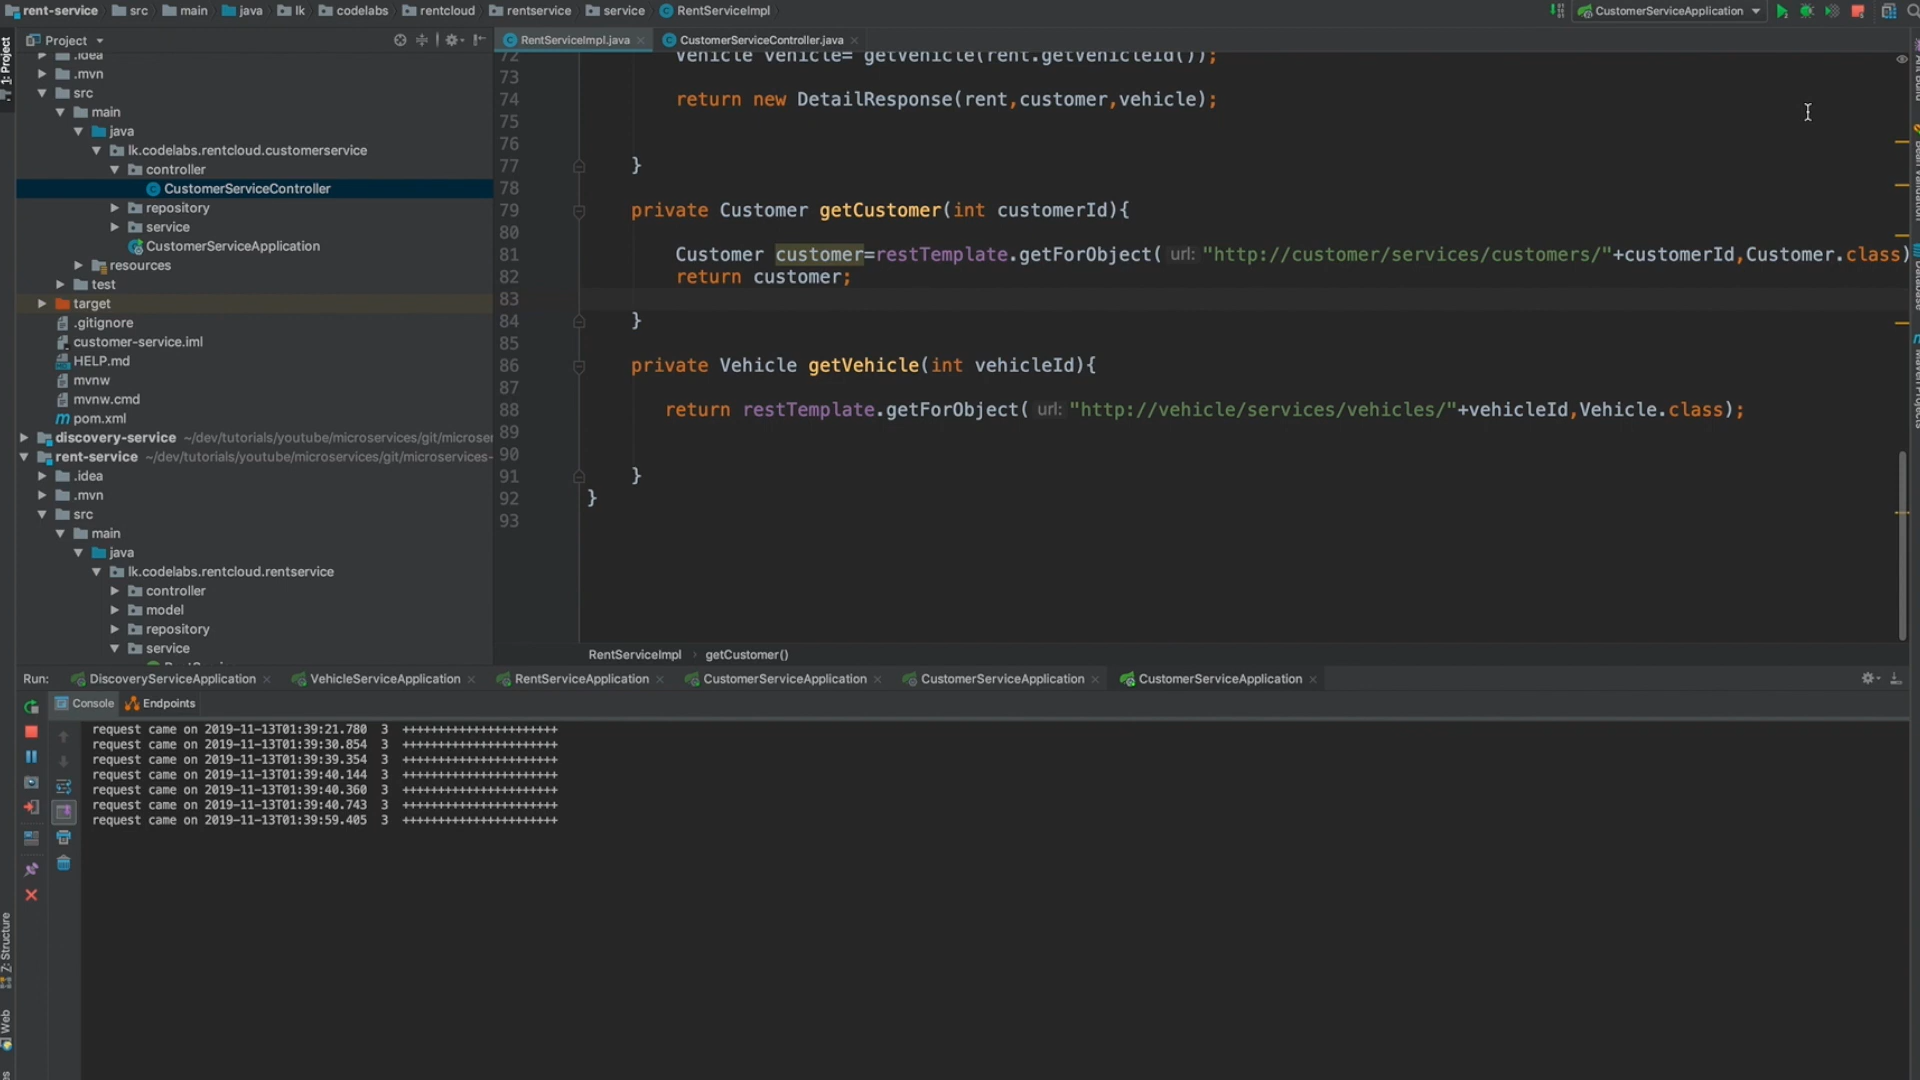 rent-service src main java lk codelabs rentcloud rentservice service RentServiceImpl
CustomerServiceApplication
1: Project
Project
RentServiceImpl.java
CustomerServiceController.java
.idea
.mvn
src
main
java
lk.codelabs.rentcloud.customerservice
controller
CustomerServiceController
repository
service
CustomerServiceApplication
resources
test
target
.gitignore
customer-service.iml
HELP.md
mvnw
mvnw.cmd
pom.xml
discovery-service ~/dev/tutorials/youtube/microservices/git/microser
rent-service ~/dev/tutorials/youtube/microservices/git/microservices-
.idea
.mvn
src
main
java
lk.codelabs.rentcloud.rentservice
controller
model
repository
service
72 Vehicle vehicle= getVehicle(rent.getVehicleId());
73
74 return new DetailResponse(rent,customer,vehicle);
75
76
77 }
78
79 private Customer getCustomer(int customerId){
80
81 Customer customer=restTemplate.getForObject( url: "http://customer/services/customers/"+customerId,Customer.class)
82 return customer;
83
84 }
85
86 private Vehicle getVehicle(int vehicleId){
87
88 return restTemplate.getForObject( url: "http://vehicle/services/vehicles/"+vehicleId,Vehicle.class);
89
90
91 }
92 }
93
RentServiceImpl › getCustomer()
Run: DiscoveryServiceApplication VehicleServiceApplication RentServiceApplication CustomerServiceApplication CustomerServiceApplication CustomerServiceApplication
Console Endpoints
request came on 2019-11-13T01:39:21.780 3 ++++++++++++++++++++++
request came on 2019-11-13T01:39:30.854 3 ++++++++++++++++++++++
request came on 2019-11-13T01:39:39.354 3 ++++++++++++++++++++++
request came on 2019-11-13T01:39:40.144 3 ++++++++++++++++++++++
request came on 2019-11-13T01:39:40.360 3 ++++++++++++++++++++++
request came on 2019-11-13T01:39:40.743 3 ++++++++++++++++++++++
request came on 2019-11-13T01:39:59.405 3 ++++++++++++++++++++++
Z: Structure
Web